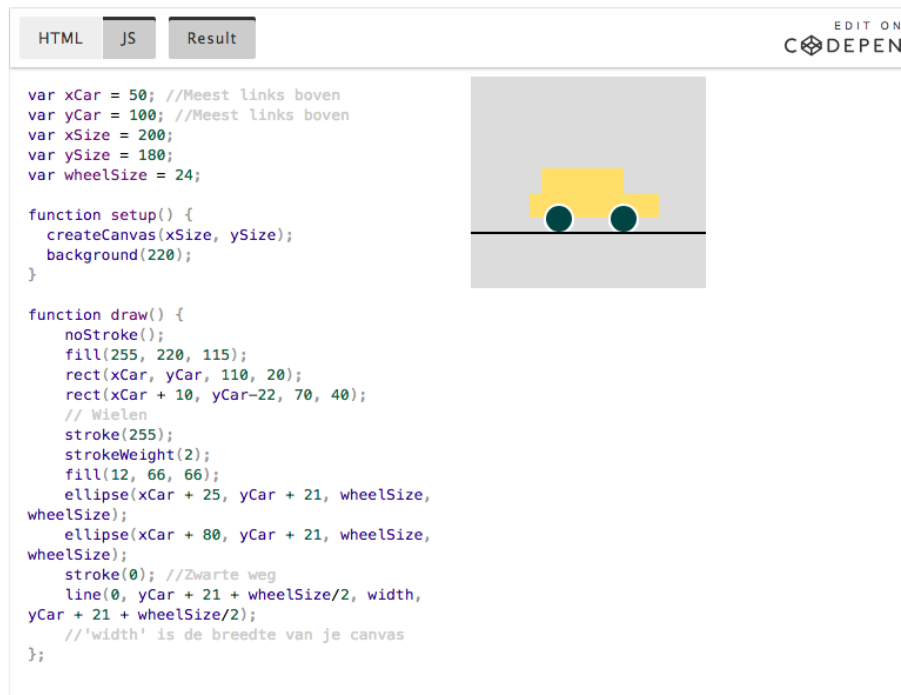 HTML JS Result
EDIT ON
CODEPEN
var xCar = 50; //Meest links boven
var yCar = 100; //Meest links boven
var xSize = 200;
var ySize = 180;
var wheelSize = 24;
function setup() {
createCanvas(xSize, ySize);
background(220);
}
function draw() {
noStroke();
fill(255, 220, 115);
rect(xCar, yCar, 110, 20);
rect(xCar + 10, yCar-22, 70, 40);
// Wielen
stroke(255);
strokeWeight(2);
fill(12, 66, 66);
ellipse(xCar + 25, yCar + 21, wheelSize,
wheelSize);
ellipse(xCar + 80, yCar + 21, wheelSize,
wheelSize);
stroke(0); //Zwarte weg
line(0, yCar + 21 + wheelSize/2, width,
yCar + 21 + wheelSize/2);
//'width' is de breedte van je canvas
};